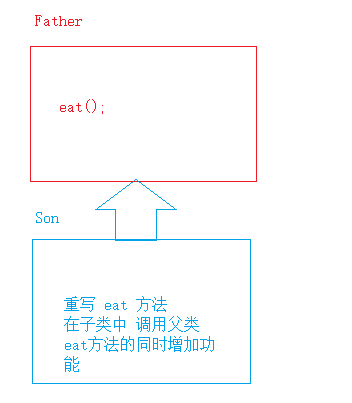 Father
eat();
Son
重写 eat 方法
在子类中 调用父类
eat方法的同时增加功
能